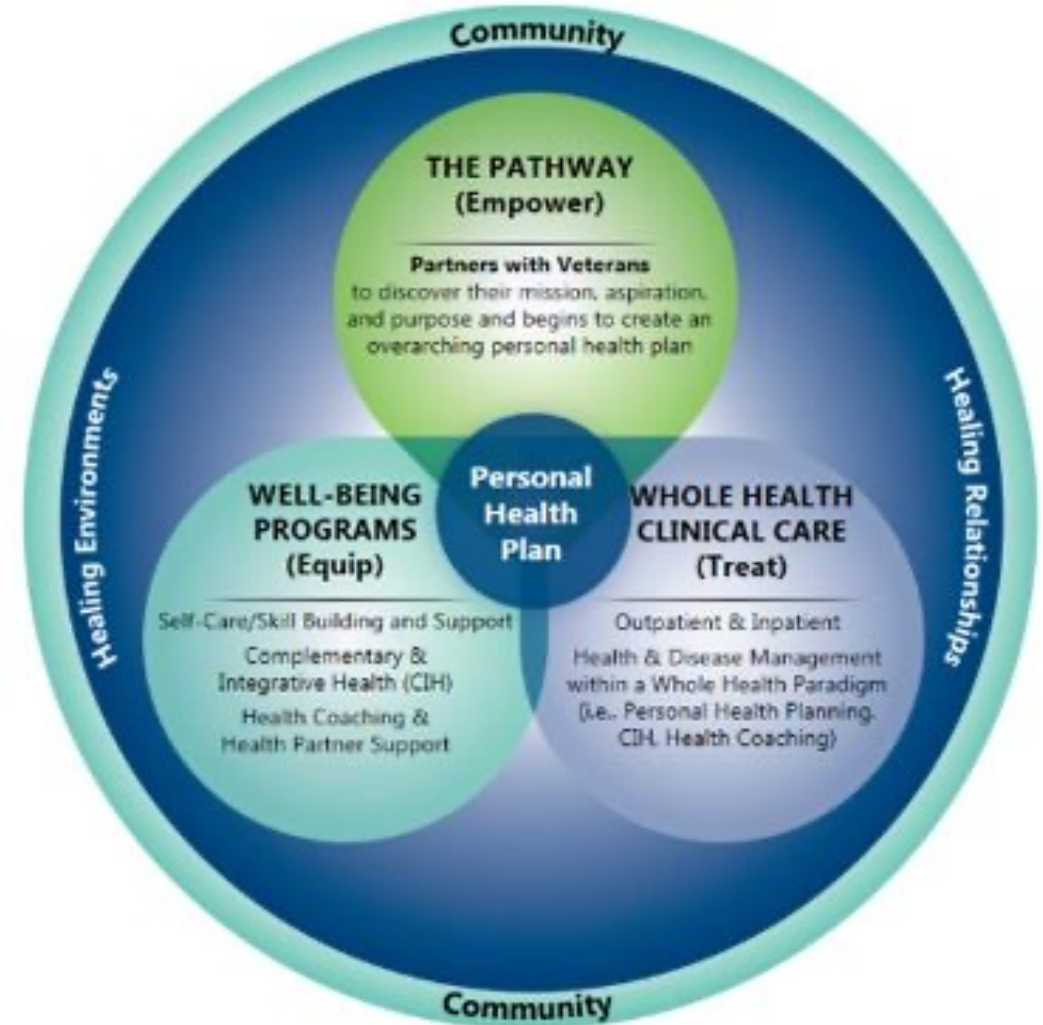 Community
THE PATHWAY
(Empower)
Partners with Veterans
to discover their mission, aspiration,
and purpose and begins to create an
overarching personal health plan
Healing Environments
Healing Relationships
Personal
Health
Plan
WELL-BEING
PROGRAMS
(Equip)
Self-Care/Skill Building and Support
Complementary &
Integrative Health (CIH)
Health Coaching &
Health Partner Support
WHOLE HEALTH
CLINICAL CARE
(Treat)
Outpatient & Inpatient
Health & Disease Management
within a Whole Health Paradigm
(i.e., Personal Health Planning,
CIH, Health Coaching)
Community